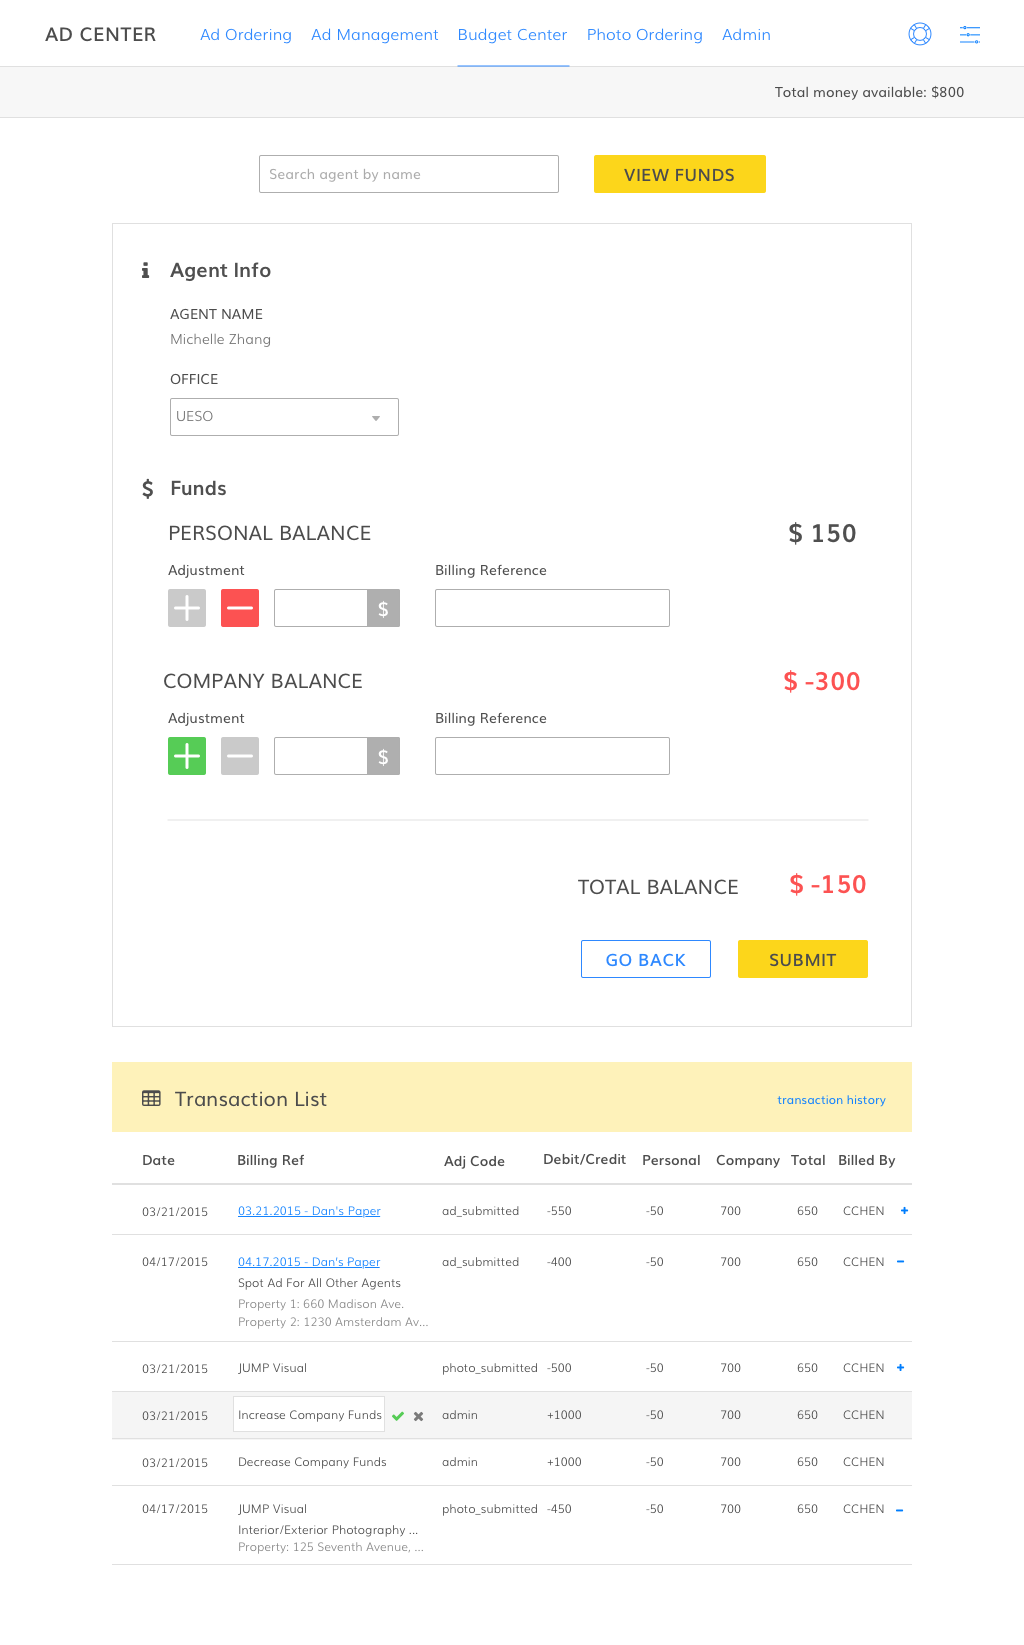 AD CENTER Ad Ordering Ad Management Budget Center Photo Ordering Admin
Total money available: $800
Search agent by name VIEW FUNDS
Agent Info
AGENT NAME
Michelle Zhang
OFFICE
UESO
$ Funds
PERSONAL BALANCE $ 150
Adjustment Billing Reference
$
COMPANY BALANCE $ -300
Adjustment Billing Reference
$
TOTAL BALANCE $ -150
GO BACK SUBMIT
Transaction List transaction history
Date Billing Ref Adj Code Debit/Credit Personal Company Total Billed By
03/21/2015 03.21.2015 - Dan's Paper ad_submitted -550 -50 700 650 CCHEN +
04/17/2015 04.17.2015 - Dan's Paper ad_submitted -400 -50 700 650 CCHEN -
Spot Ad For All Other Agents
Property 1: 660 Madison Ave.
Property 2: 1230 Amsterdam Av...
03/21/2015 JUMP Visual photo_submitted -500 -50 700 650 CCHEN +
03/21/2015 Increase Company Funds admin +1000 -50 700 650 CCHEN
03/21/2015 Decrease Company Funds admin +1000 -50 700 650 CCHEN
04/17/2015 JUMP Visual photo_submitted -450 -50 700 650 CCHEN -
Interior/Exterior Photography ...
Property: 125 Seventh Avenue, ...